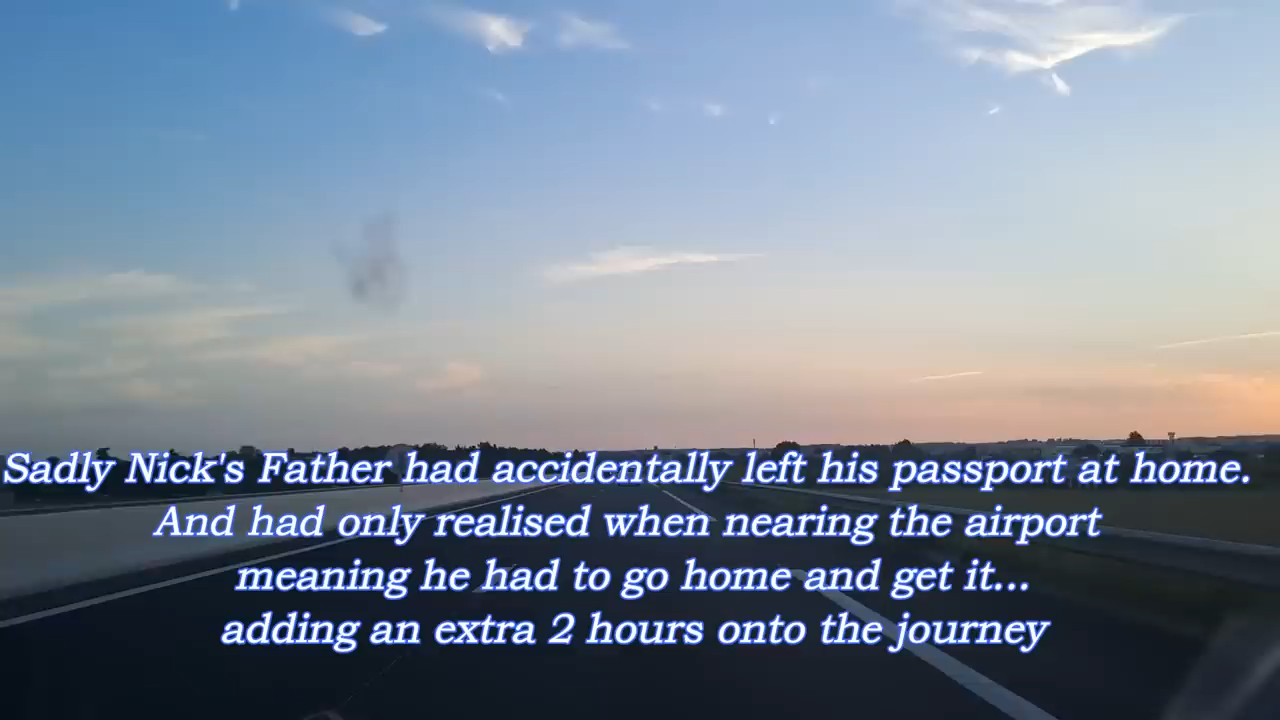 Sadly Nick's Father had accidentally left his passport at home.
And had only realised when nearing the airport
meaning he had to go home and get it...
adding an extra 2 hours onto the journey